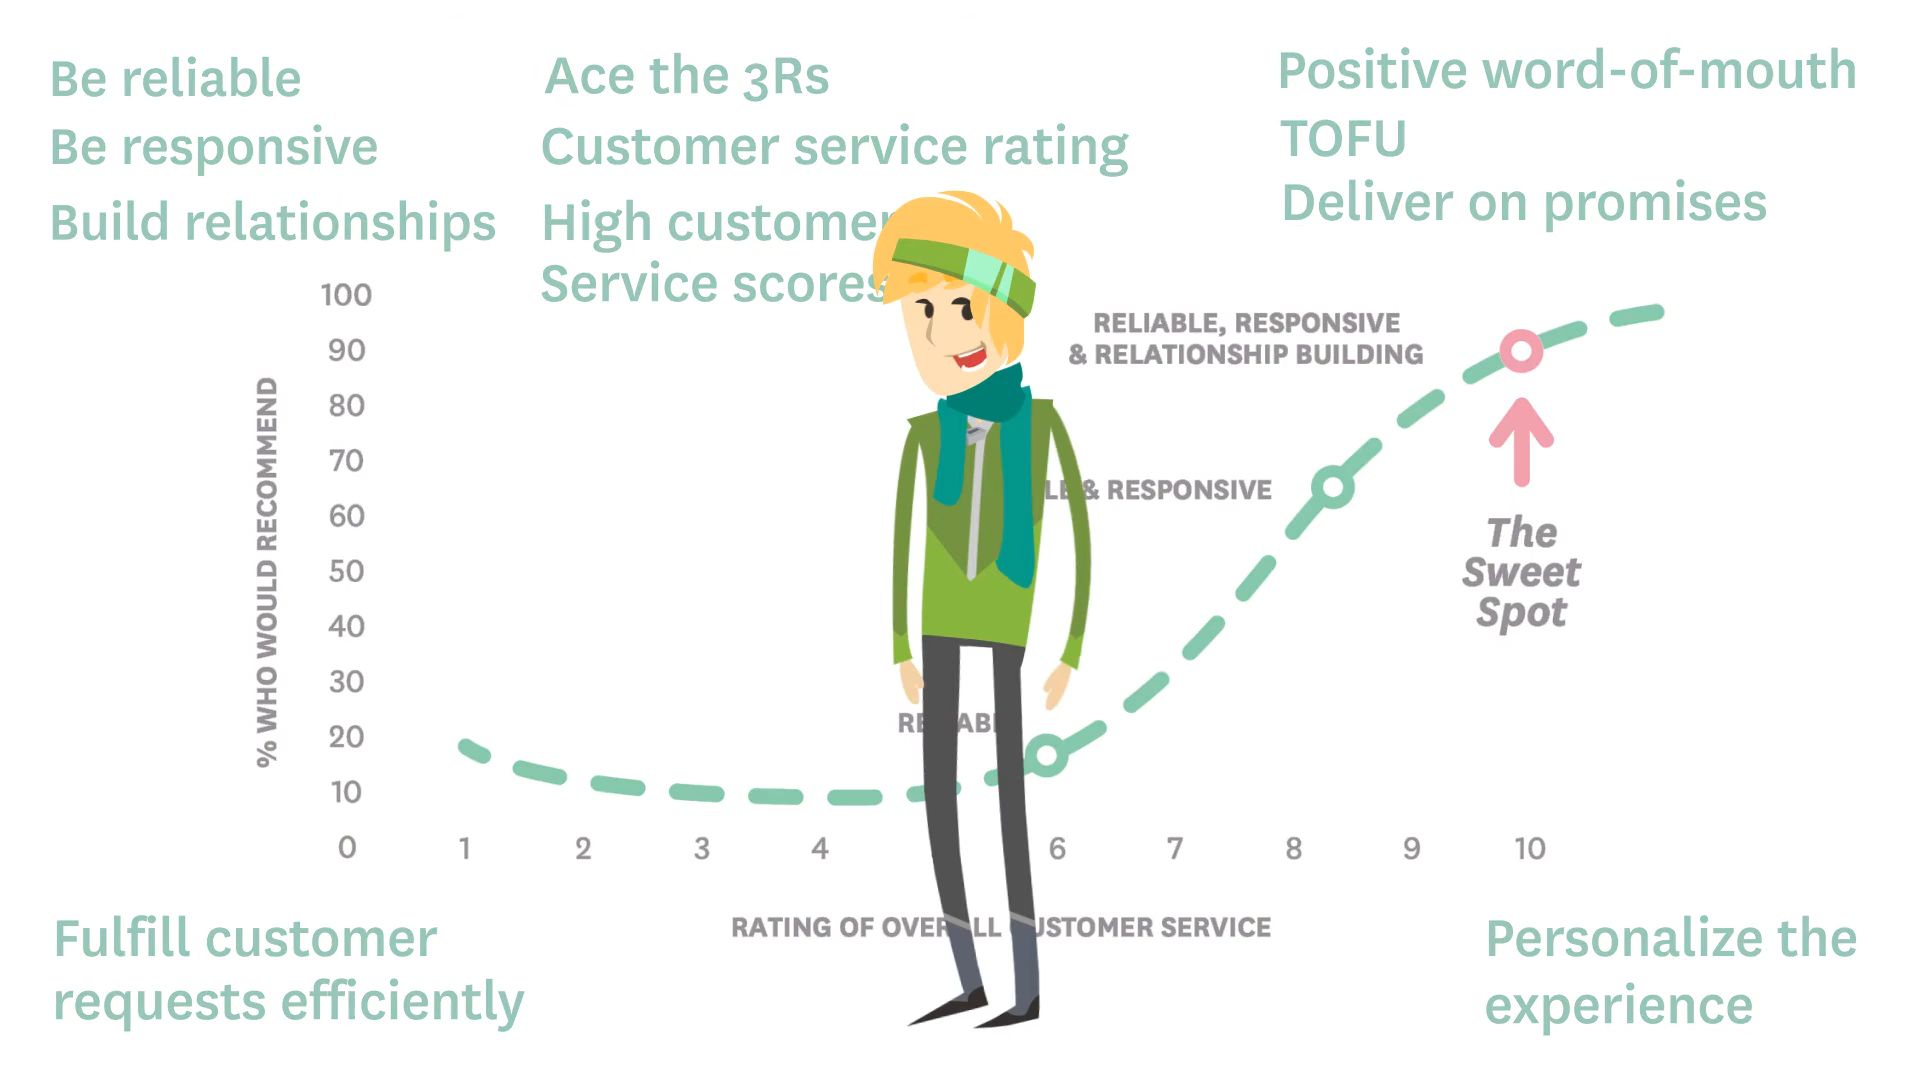 Be reliable
Be responsive
Build relationships
Ace the 3Rs
Customer service rating
High customer
Service scores
Positive word-of-mouth
TOFU
Deliver on promises
% WHO WOULD RECOMMEND
100
90
80
70
60
50
40
30
20
10
0
1
2
3
4
6
7
8
9
10
RELIABLE, RESPONSIVE
& RELATIONSHIP BUILDING
& RESPONSIVE
The
Sweet
Spot
RATING OF CUSTOMER SERVICE
Fulfill customer
requests efficiently
Personalize the
experience